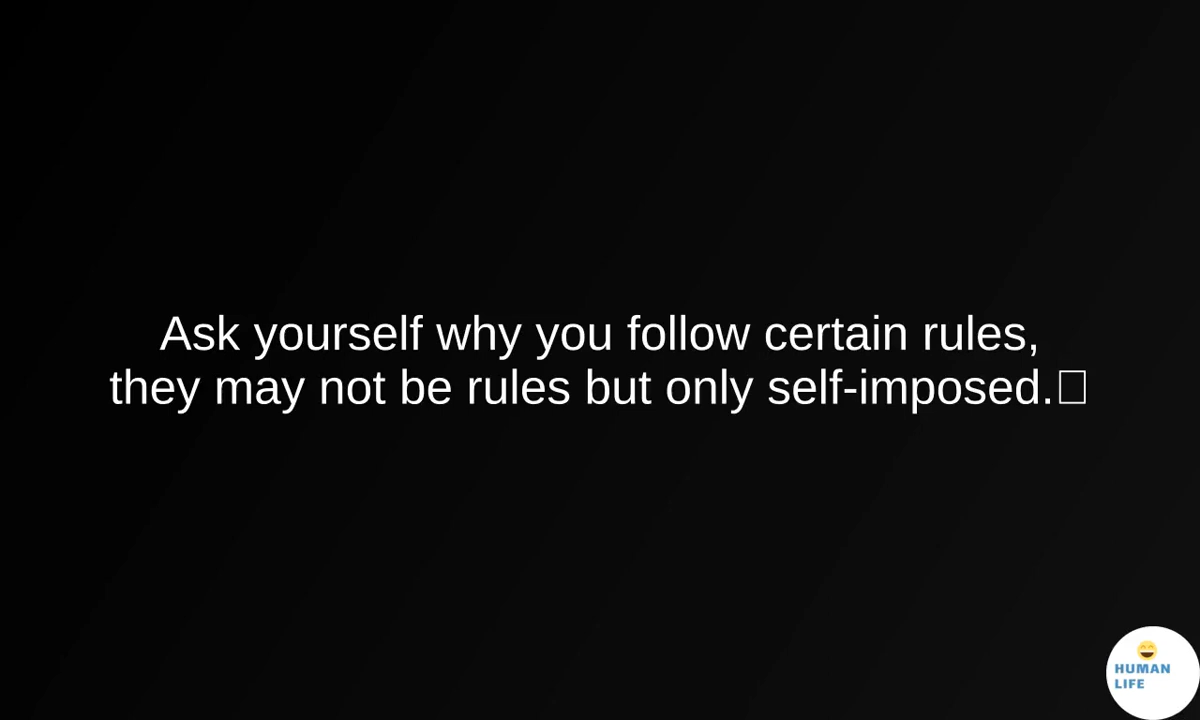 Ask yourself why you follow certain rules,
they may not be rules but only self-imposed.
HUMAN
LIFE